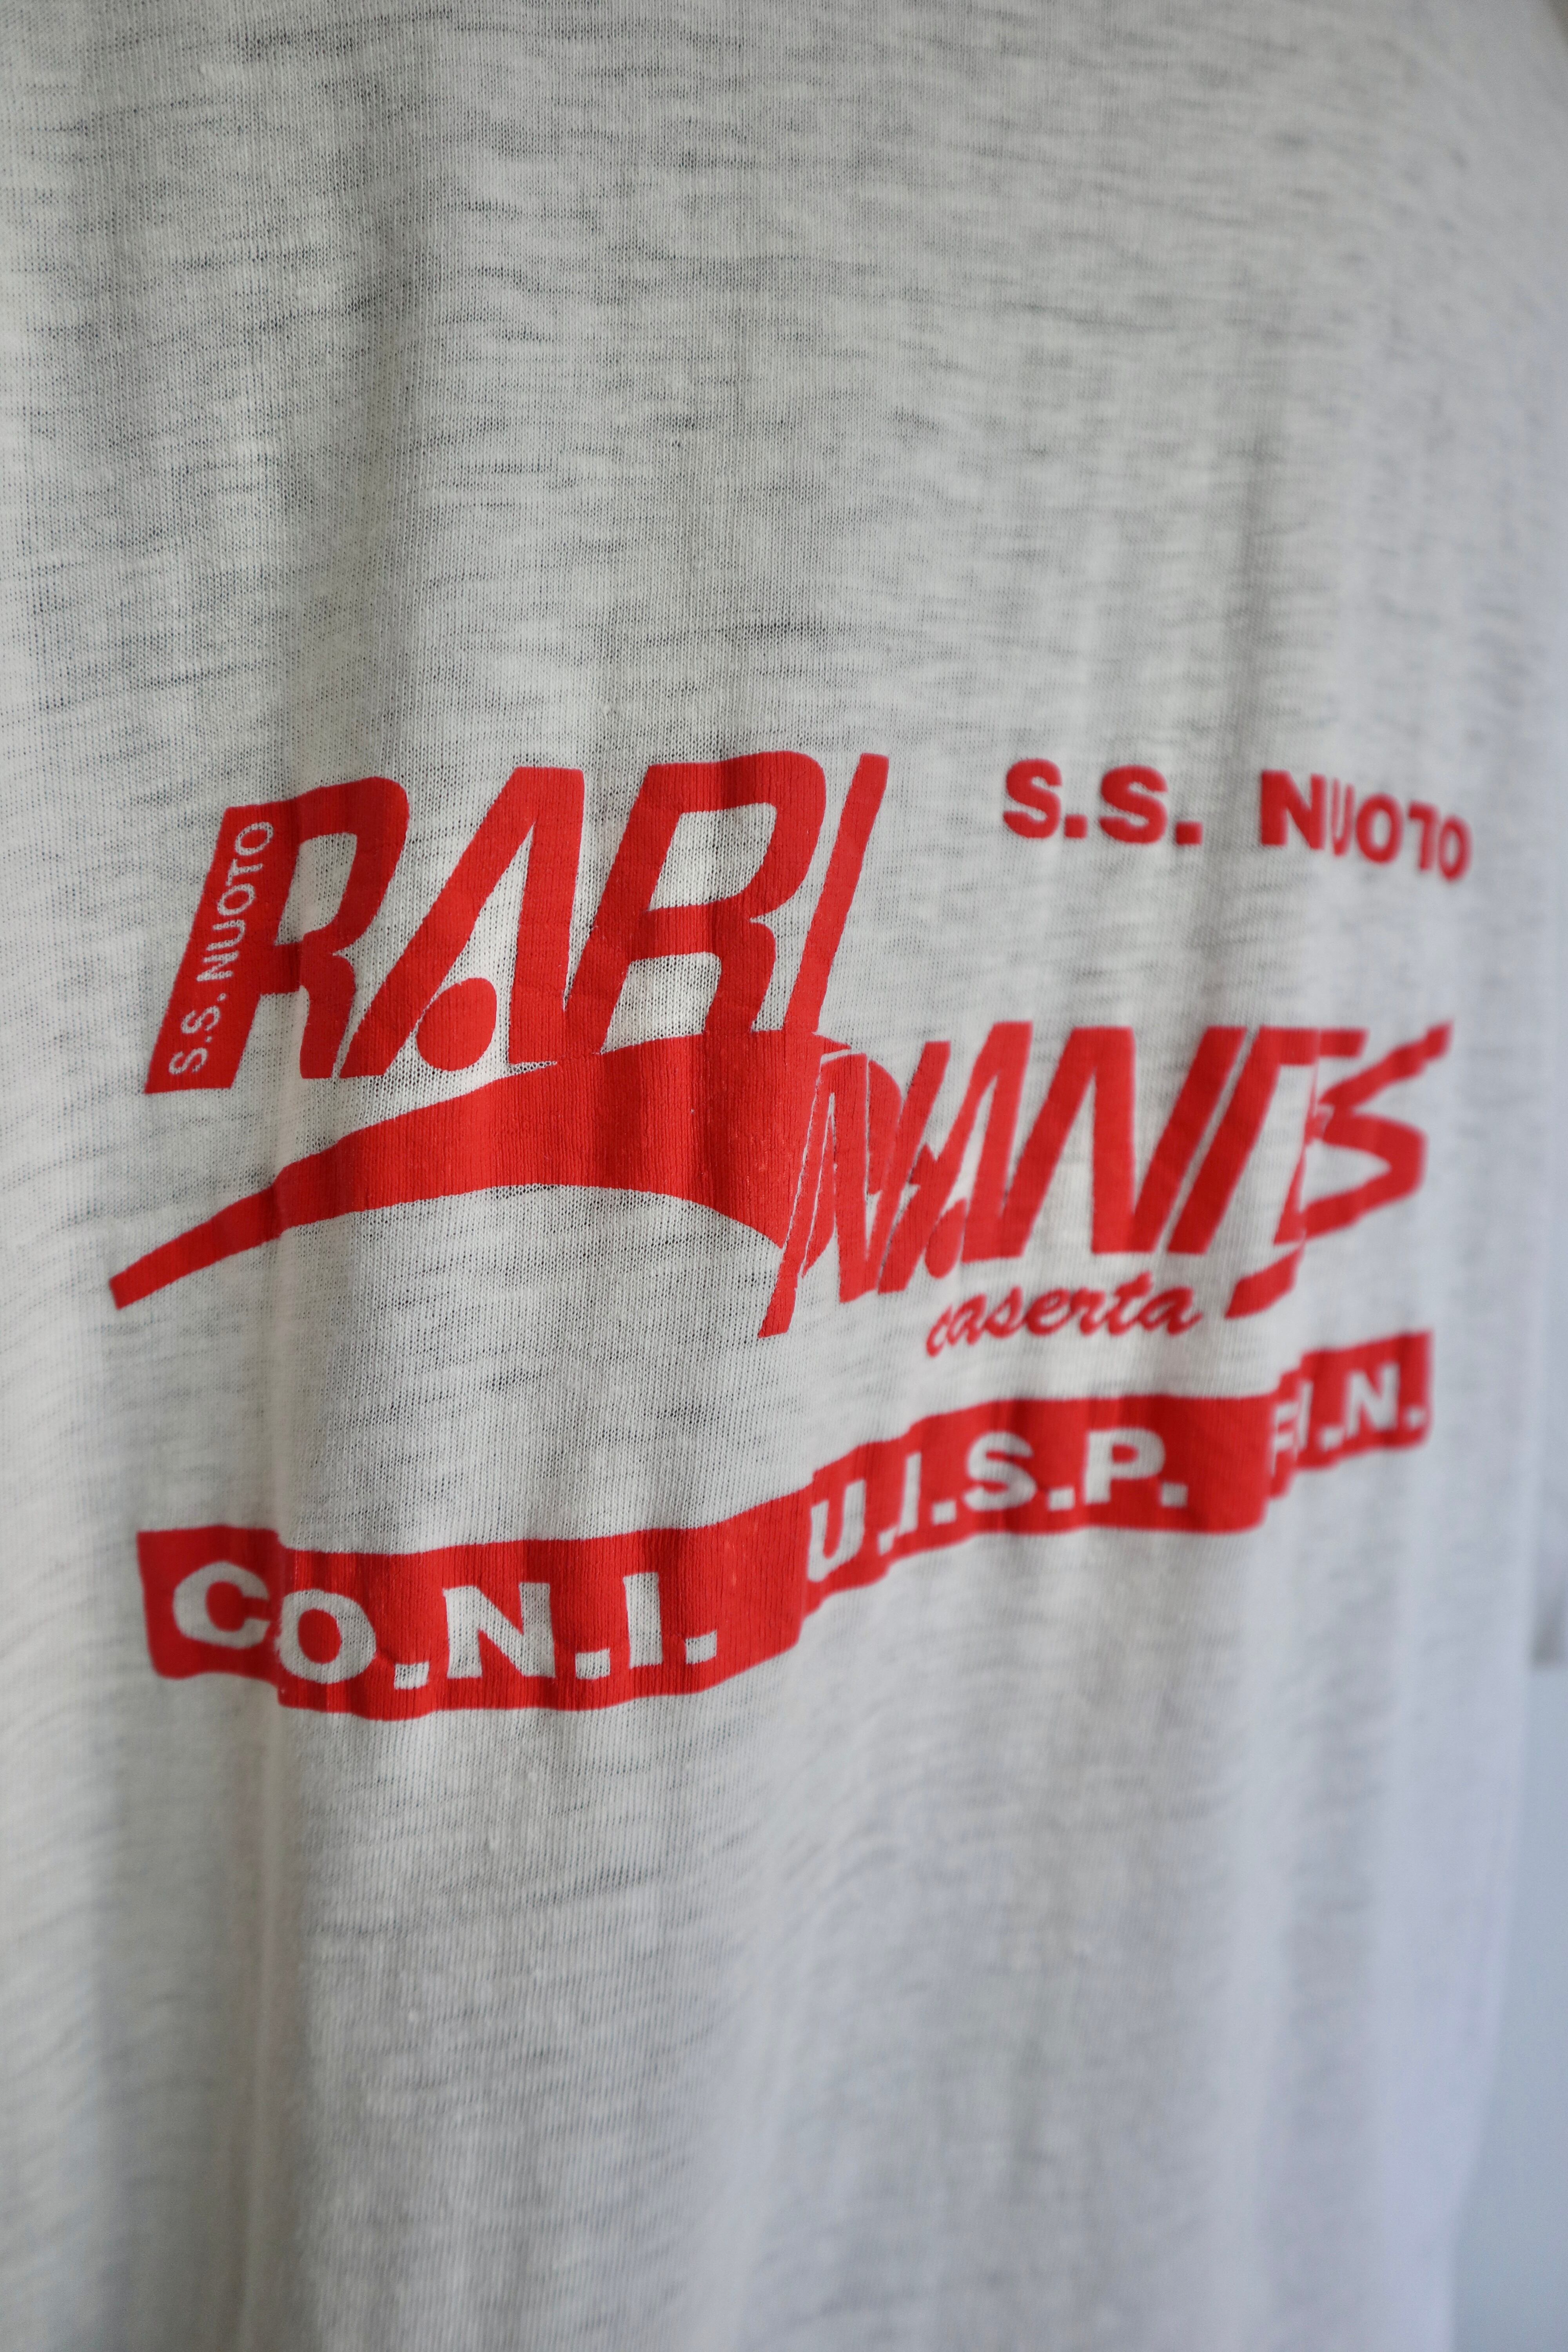 S.S. NUOTO
RARI
S.S. NUOTO
NANTES
caserta
CO.N.I. U.I.S.P. F.I.N.